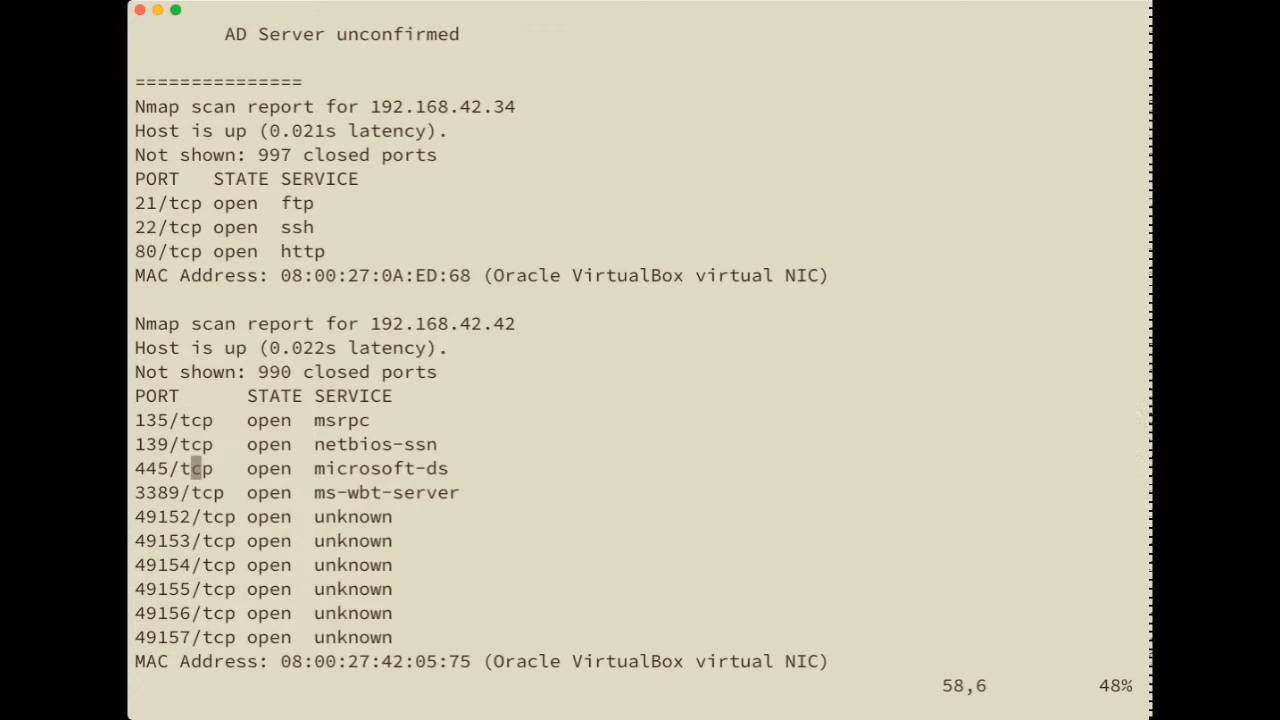 AD Server unconfirmed
===============
Nmap scan report for 192.168.42.34
Host is up (0.021s latency).
Not shown: 997 closed ports
PORT   STATE SERVICE
21/tcp open  ftp
22/tcp open  ssh
80/tcp open  http
MAC Address: 08:00:27:0A:ED:68 (Oracle VirtualBox virtual NIC)
Nmap scan report for 192.168.42.42
Host is up (0.022s latency).
Not shown: 990 closed ports
PORT      STATE SERVICE
135/tcp   open  msrpc
139/tcp   open  netbios-ssn
445/tcp   open  microsoft-ds
3389/tcp  open  ms-wbt-server
49152/tcp open  unknown
49153/tcp open  unknown
49154/tcp open  unknown
49155/tcp open  unknown
49156/tcp open  unknown
49157/tcp open  unknown
MAC Address: 08:00:27:42:05:75 (Oracle VirtualBox virtual NIC)
58,6          48%